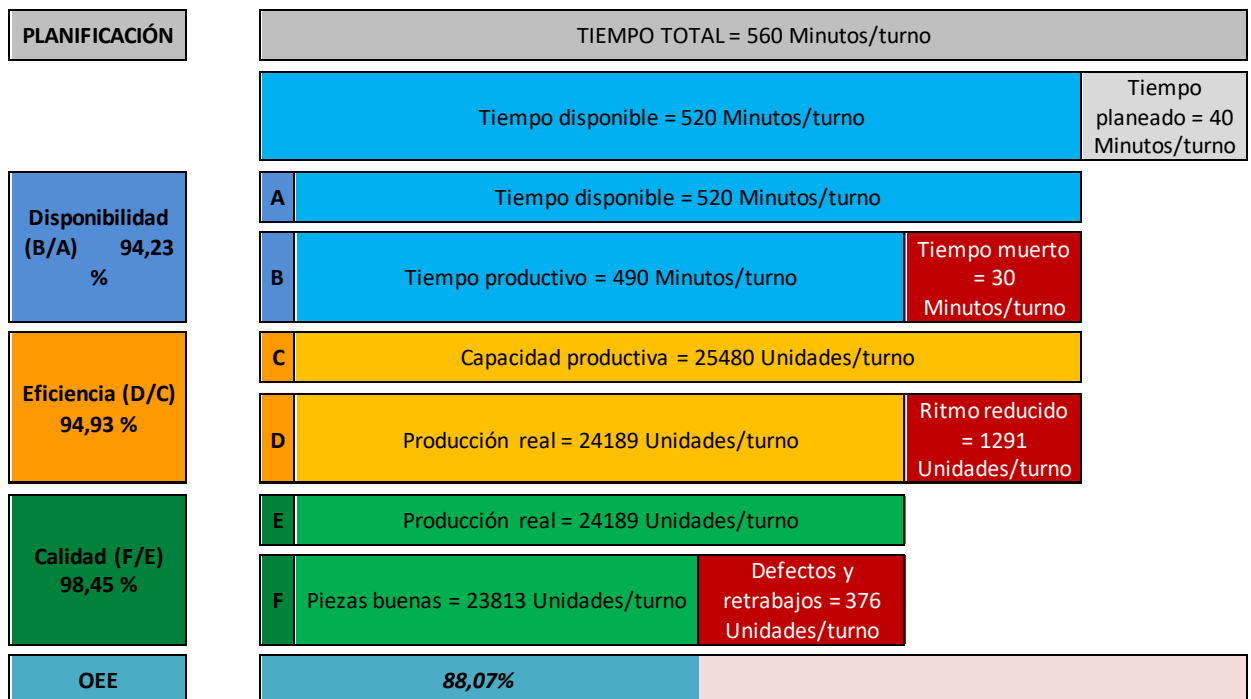 PLANIFICACIÓN
TIEMPO TOTAL = 560 Minutos/turno
Tiempo disponible = 520 Minutos/turno
Tiempo
planeado = 40
Minutos/turno
Disponibilidad
(B/A) 94,23
%
A
Tiempo disponible = 520 Minutos/turno
B
Tiempo productivo = 490 Minutos/turno
Tiempo muerto
= 30
Minutos/turno
Eficiencia (D/C)
94,93 %
C
Capacidad productiva = 25480 Unidades/turno
D
Producción real = 24189 Unidades/turno
Ritmo reducido
= 1291
Unidades/turno
Calidad (F/E)
98,45 %
E
Producción real = 24189 Unidades/turno
F
Piezas buenas = 23813 Unidades/turno
Defectos y
retrabajos = 376
Unidades/turno
OEE
88,07%